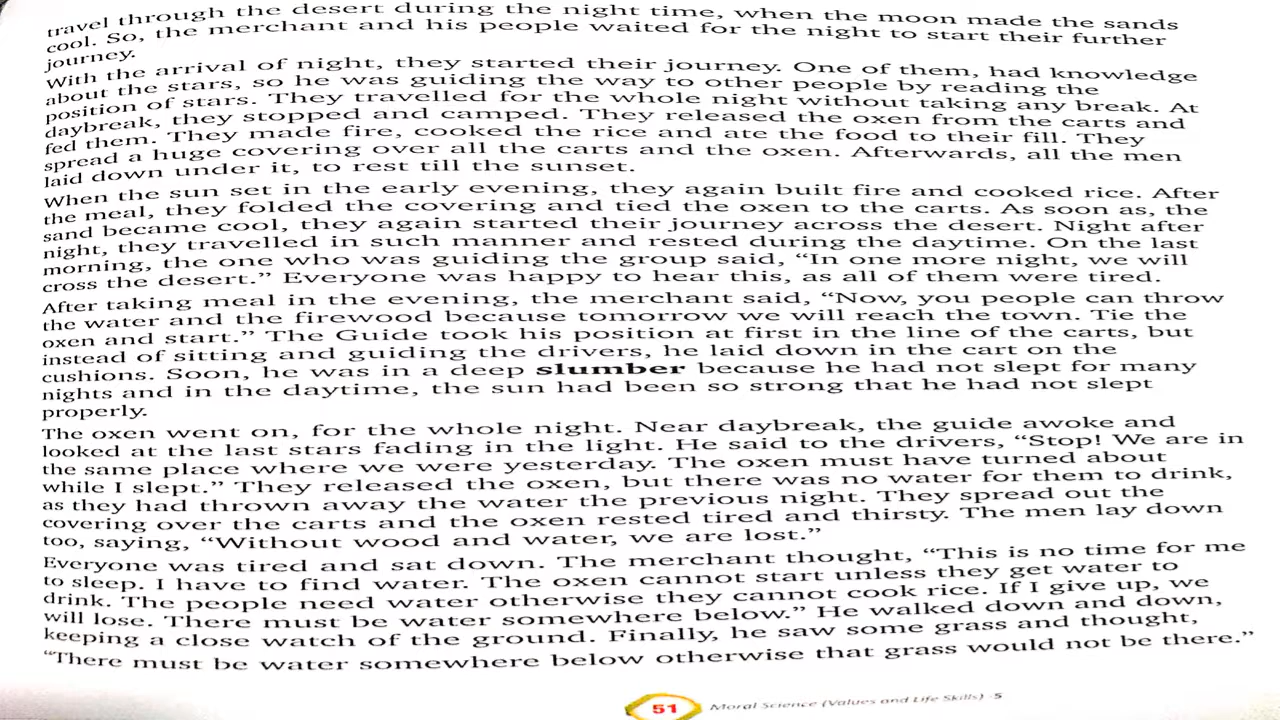 travel through the desert during the night time, when the moon made the sands
cool. So, the merchant and his people waited for the night to start their further
journey.
With the arrival of night, they started their journey. One of them, had knowledge
about the stars, so he was guiding the way to other people by reading the
position of stars. They travelled for the whole night without taking any break. At
daybreak, they stopped and camped. They released the oxen from the carts and
fed them. They made fire, cooked the rice and ate the food to their fill. They
spread a huge covering over all the carts and the oxen. Afterwards, all the men
laid down under it, to rest till the sunset.
When the sun set in the early evening, they again built fire and cooked rice. After
the meal, they folded the covering and tied the oxen to the carts. As soon as, the
sand became cool, they again started their journey across the desert. Night after
night, they travelled in such manner and rested during the daytime. On the last
morning, the one who was guiding the group said, “In one more night, we will
cross the desert.” Everyone was happy to hear this, as all of them were tired.
After taking meal in the evening, the merchant said, “Now, you people can throw
the water and the firewood because tomorrow we will reach the town. Tie the
oxen and start.” The Guide took his position at first in the line of the carts, but
instead of sitting and guiding the drivers, he laid down in the cart on the
cushions. Soon, he was in a deep slumber because he had not slept for many
nights and in the daytime, the sun had been so strong that he had not slept
properly.
The oxen went on, for the whole night. Near daybreak, the guide awoke and
looked at the last stars fading in the light. He said to the drivers, “Stop! We are in
the same place where we were yesterday. The oxen must have turned about
while I slept.” They released the oxen, but there was no water for them to drink,
as they had thrown away the water the previous night. They spread out the
covering over the carts and the oxen rested tired and thirsty. The men lay down
too, saying, “Without wood and water, we are lost.”
Everyone was tired and sat down. The merchant thought, “This is no time for me
to sleep. I have to find water. The oxen cannot start unless they get water to
drink. The people need water otherwise they cannot cook rice. If I give up, we
will lose. There must be water somewhere below.” He walked down and down,
keeping a close watch of the ground. Finally, he saw some grass and thought,
“There must be water somewhere below otherwise that grass would not be there.”
51 Moral Science (Values and Life Skills) -5